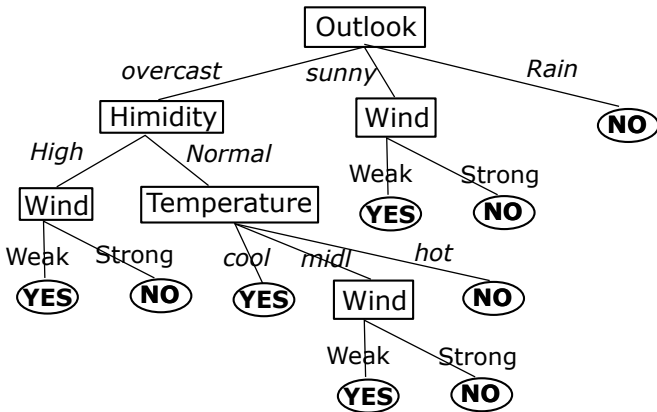 Outlook
overcast sunny Rain
Himidity Wind NO
High Normal Weak Strong
Wind Temperature YES NO
Weak Strong cool midl hot
YES NO YES Wind NO
Weak Strong
YES NO